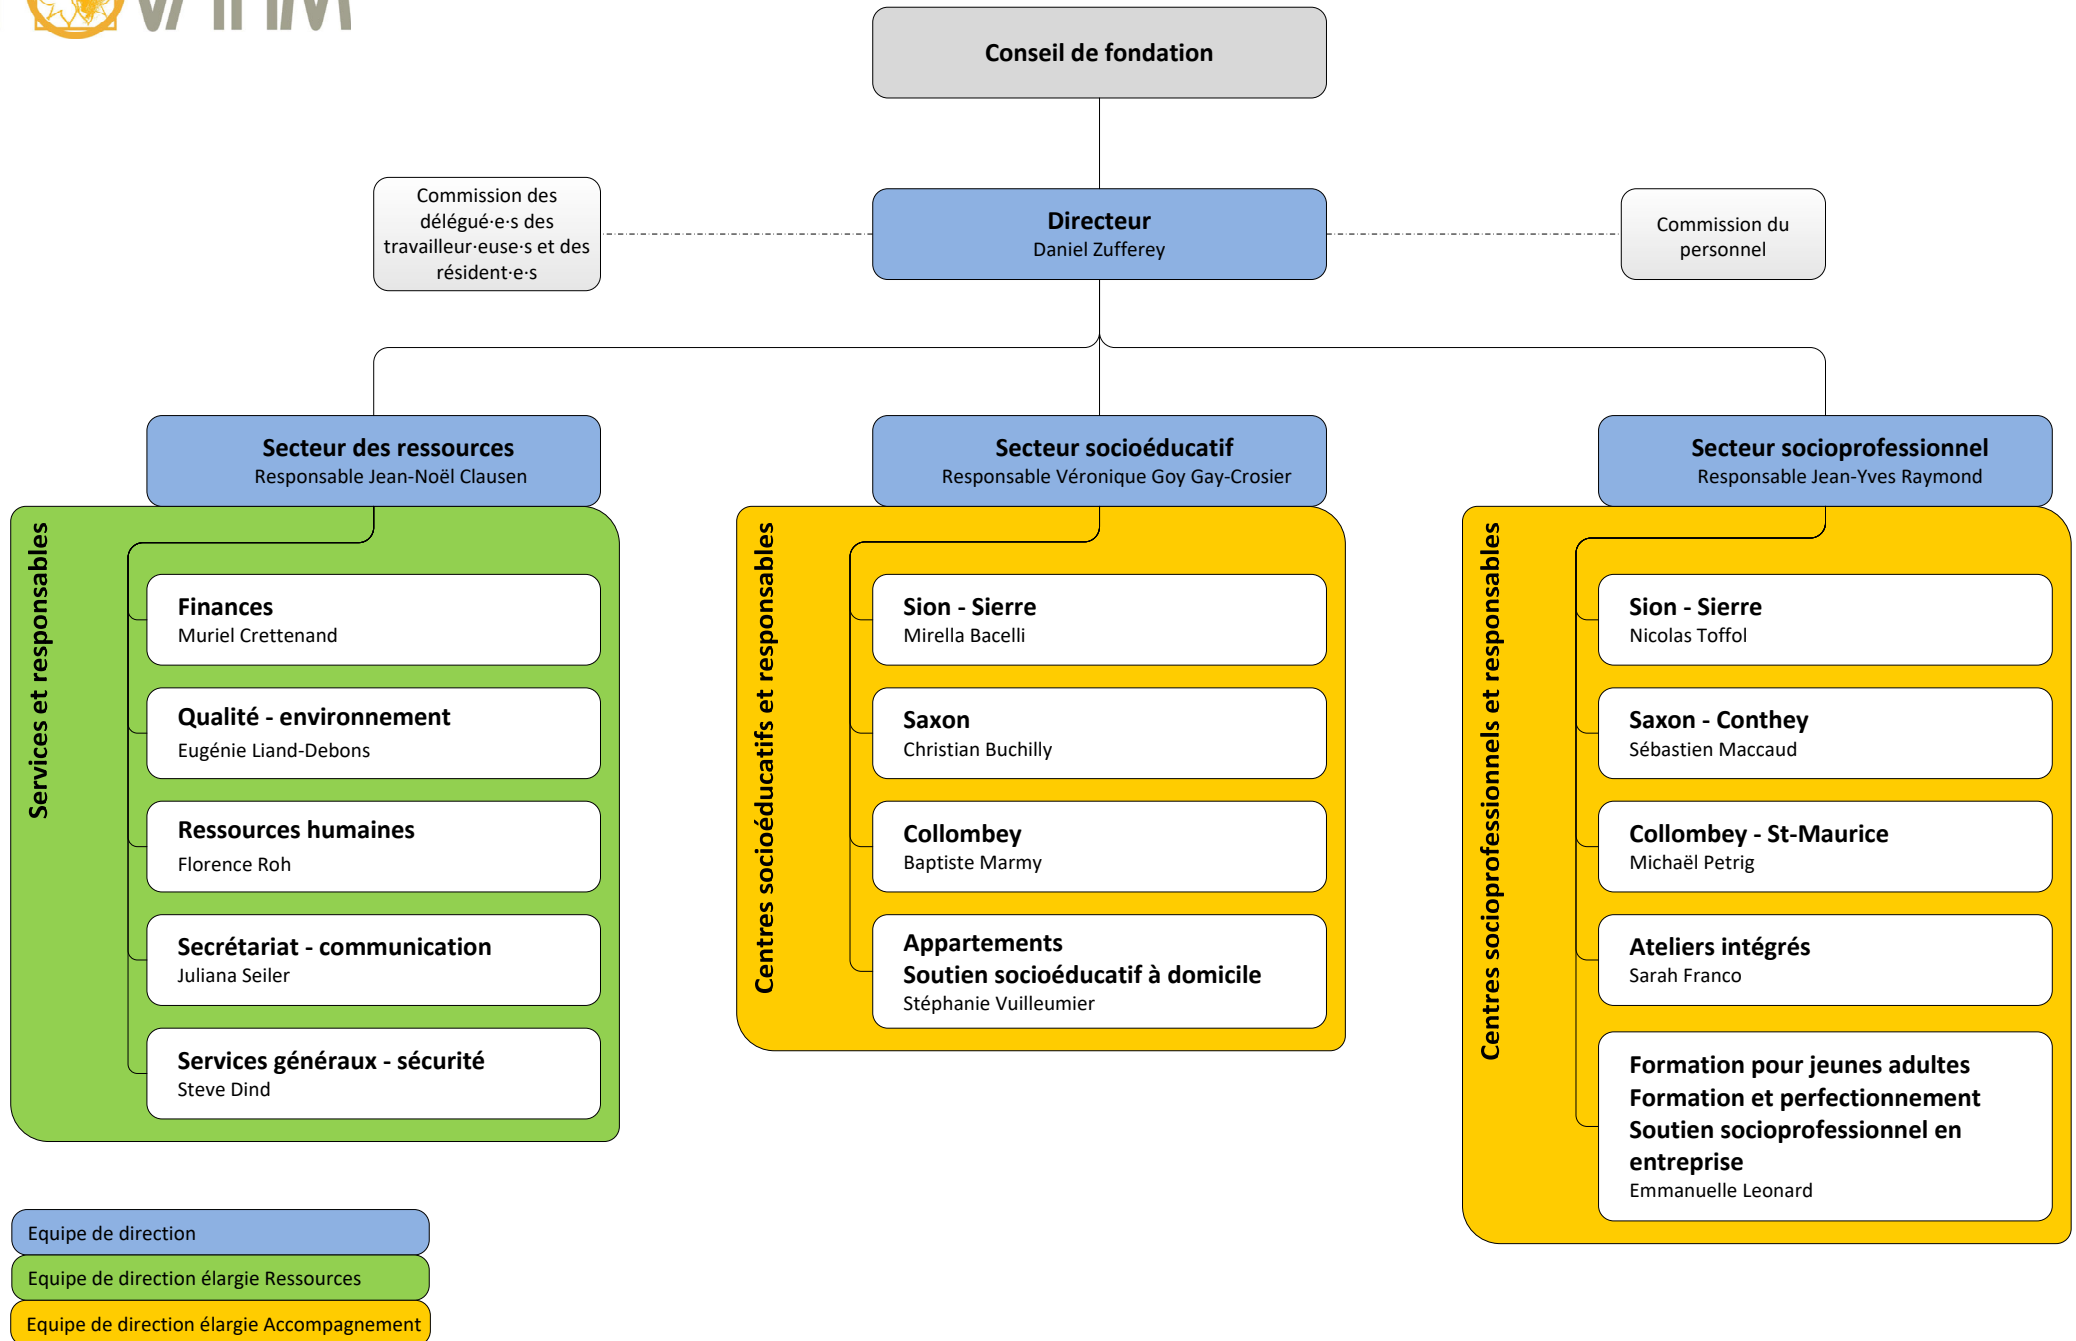 Conseil de fondation
Commission des
délégué·e·s des
travailleur·euse·s et des
résident·e·s
Directeur
Daniel Zufferey
Commission du
personnel
Secteur des ressources
Responsable Jean-Noël Clausen
Secteur socioéducatif
Responsable Véronique Goy Gay-Crosier
Secteur socioprofessionnel
Responsable Jean-Yves Raymond
Services et responsables
Finances
Muriel Crettenand
Qualité - environnement
Eugénie Liand-Debons
Ressources humaines
Florence Roh
Secrétariat - communication
Juliana Seiler
Services généraux - sécurité
Steve Dind
Centres socioéducatifs et responsables
Sion - Sierre
Mirella Bacelli
Saxon
Christian Buchilly
Collombey
Baptiste Marmy
Appartements
Soutien socioéducatif à domicile
Stéphanie Vuilleumier
Centres socioprofessionnels et responsables
Sion - Sierre
Nicolas Toffol
Saxon - Conthey
Sébastien Maccaud
Collombey - St-Maurice
Michaël Petrig
Ateliers intégrés
Sarah Franco
Formation pour jeunes adultes
Formation et perfectionnement
Soutien socioprofessionnel en
entreprise
Emmanuelle Leonard
Equipe de direction
Equipe de direction élargie Ressources
Equipe de direction élargie Accompagnement